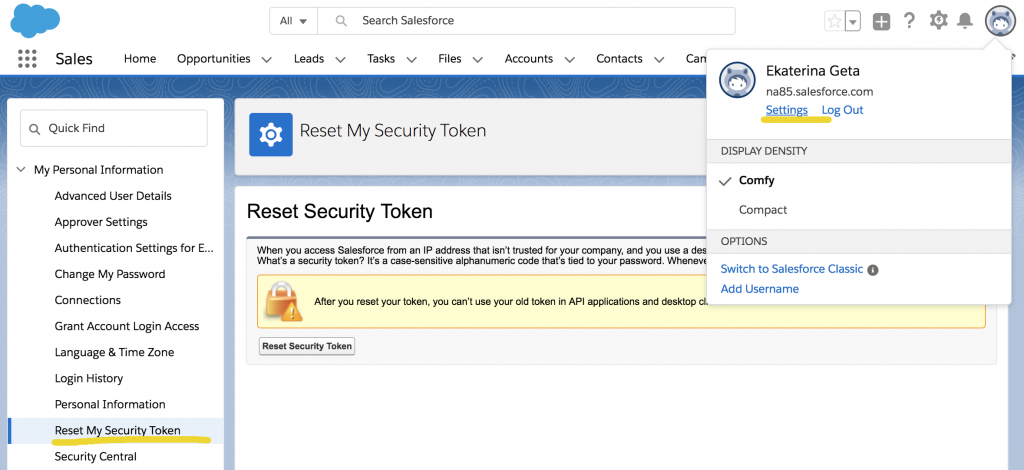 All
Search Salesforce
Sales
Home
Opportunities
Leads
Tasks
Files
Accounts
Contacts
Ekaterina Geta
na85.salesforce.com
Settings
Log Out
DISPLAY DENSITY
Comfy
Compact
OPTIONS
Switch to Salesforce Classic
Add Username
Quick Find
My Personal Information
Advanced User Details
Approver Settings
Authentication Settings for E...
Change My Password
Connections
Grant Account Login Access
Language & Time Zone
Login History
Personal Information
Reset My Security Token
Security Central
Reset My Security Token
Reset Security Token
When you access Salesforce from an IP address that isn't trusted for your company, and you use a
What's a security token? It's a case-sensitive alphanumeric code that's tied to your password.
After you reset your token, you can't use your old token in API applications and desktop
Reset Security Token